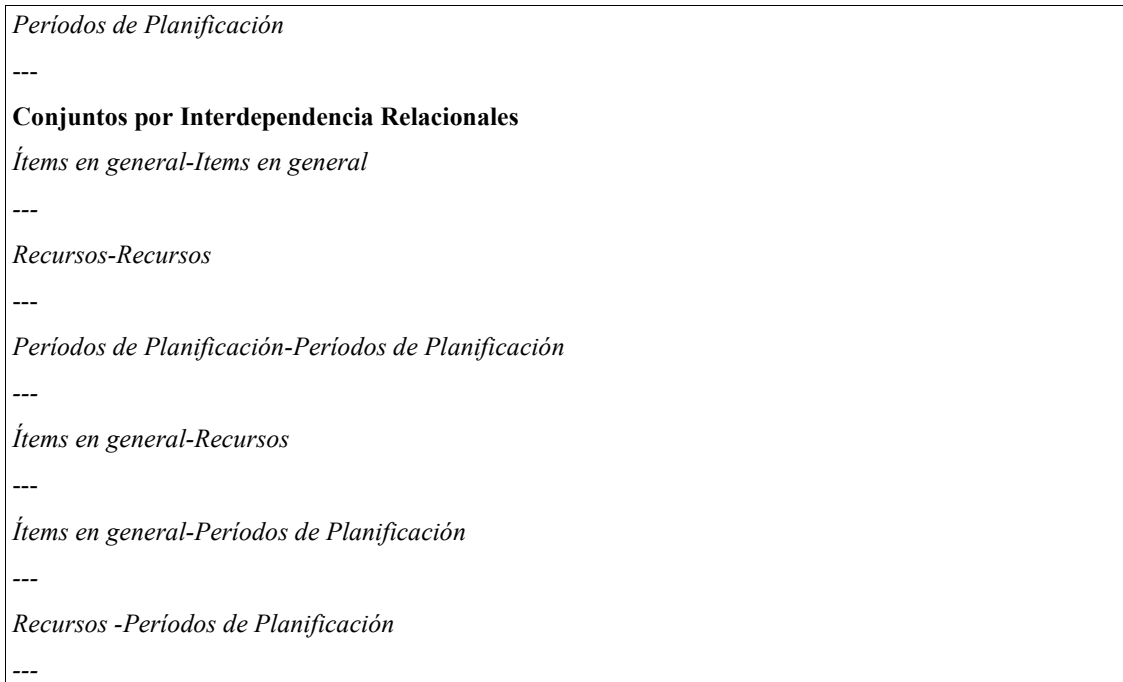 Períodos de Planificación
---
Conjuntos por Interdependencia Relacionales
Ítems en general-Items en general
---
Recursos-Recursos
---
Períodos de Planificación-Períodos de Planificación
---
Ítems en general-Recursos
---
Ítems en general-Períodos de Planificación
---
Recursos -Períodos de Planificación
---